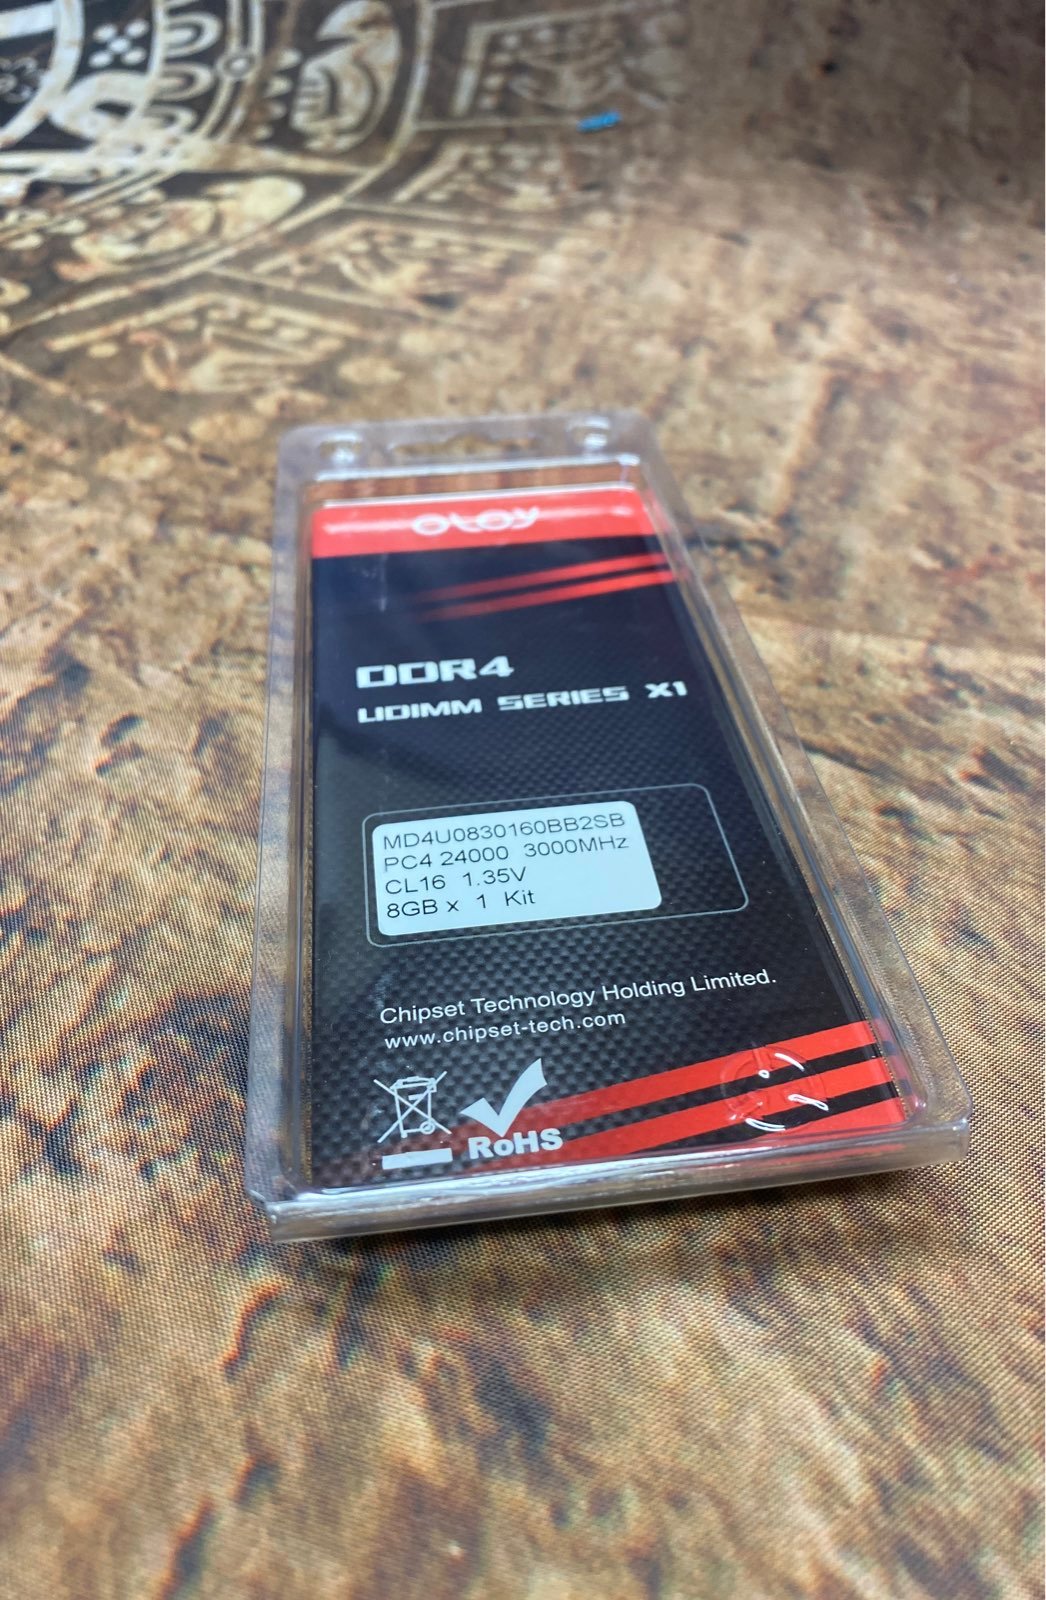 oloy
DDR4
UDIMM SERIES X1
MD4U0830160BB2SB
PC4 24000 3000MHz
CL16 1.35V
8GB x 1 Kit
Chipset Technology Holding Limited.
www.chipset-tech.com
RoHS